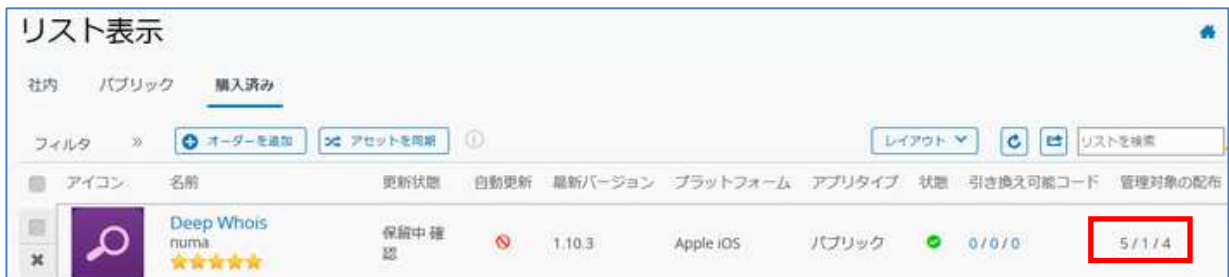 リスト表示
社内 パブリック 購入済み
フィルタ » オーダーを追加 アセットを同期 レイアウト リストを検索
アイコン 名前 更新状態 自動更新 最新バージョン プラットフォーム アプリタイプ 状態 引き換え可能コード 管理対象の配布
Deep Whois
numa
保留中 確
認
1.10.3 Apple iOS パブリック 0/0/0 5/1/4